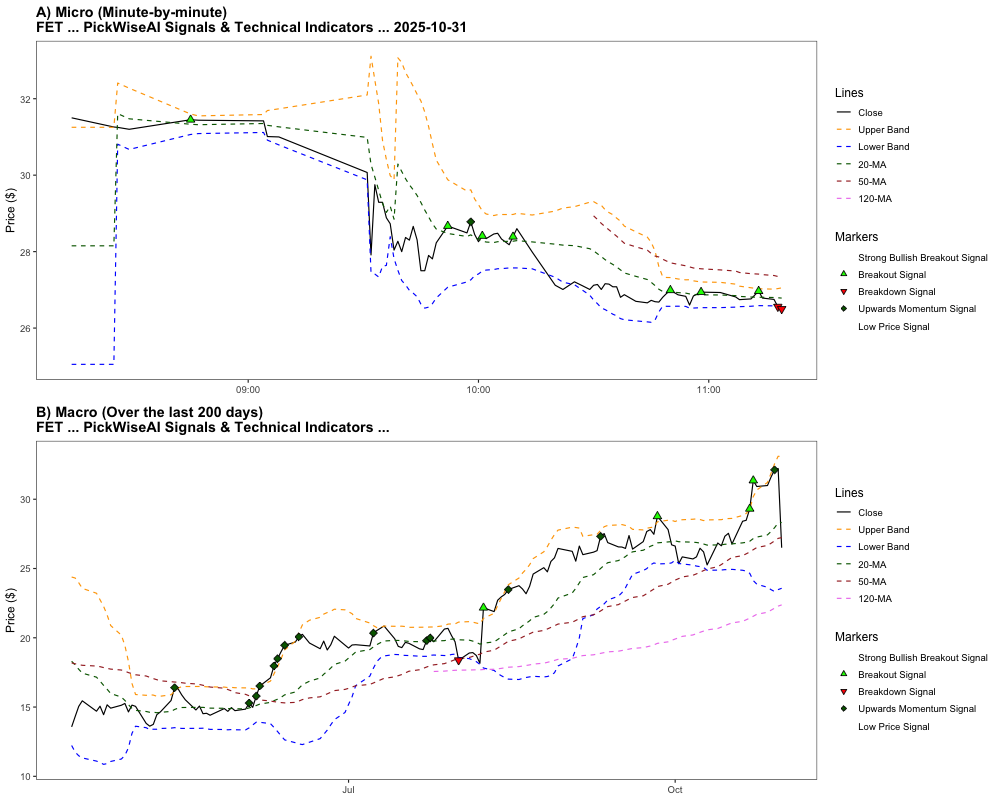 A) Micro (Minute-by-minute)
FET ... PickWiseAI Signals & Technical Indicators ... 2025-10-31
Price ($)
32
30
28
26
09:00
10:00
11:00
Lines
Close
Upper Band
Lower Band
20-MA
50-MA
120-MA
Markers
Strong Bullish Breakout Signal
Breakout Signal
Breakdown Signal
Upwards Momentum Signal
Low Price Signal
B) Macro (Over the last 200 days)
FET ... PickWiseAI Signals & Technical Indicators ...
Price ($)
30
25
20
15
10
Jul
Oct
Lines
Close
Upper Band
Lower Band
20-MA
50-MA
120-MA
Markers
Strong Bullish Breakout Signal
Breakout Signal
Breakdown Signal
Upwards Momentum Signal
Low Price Signal